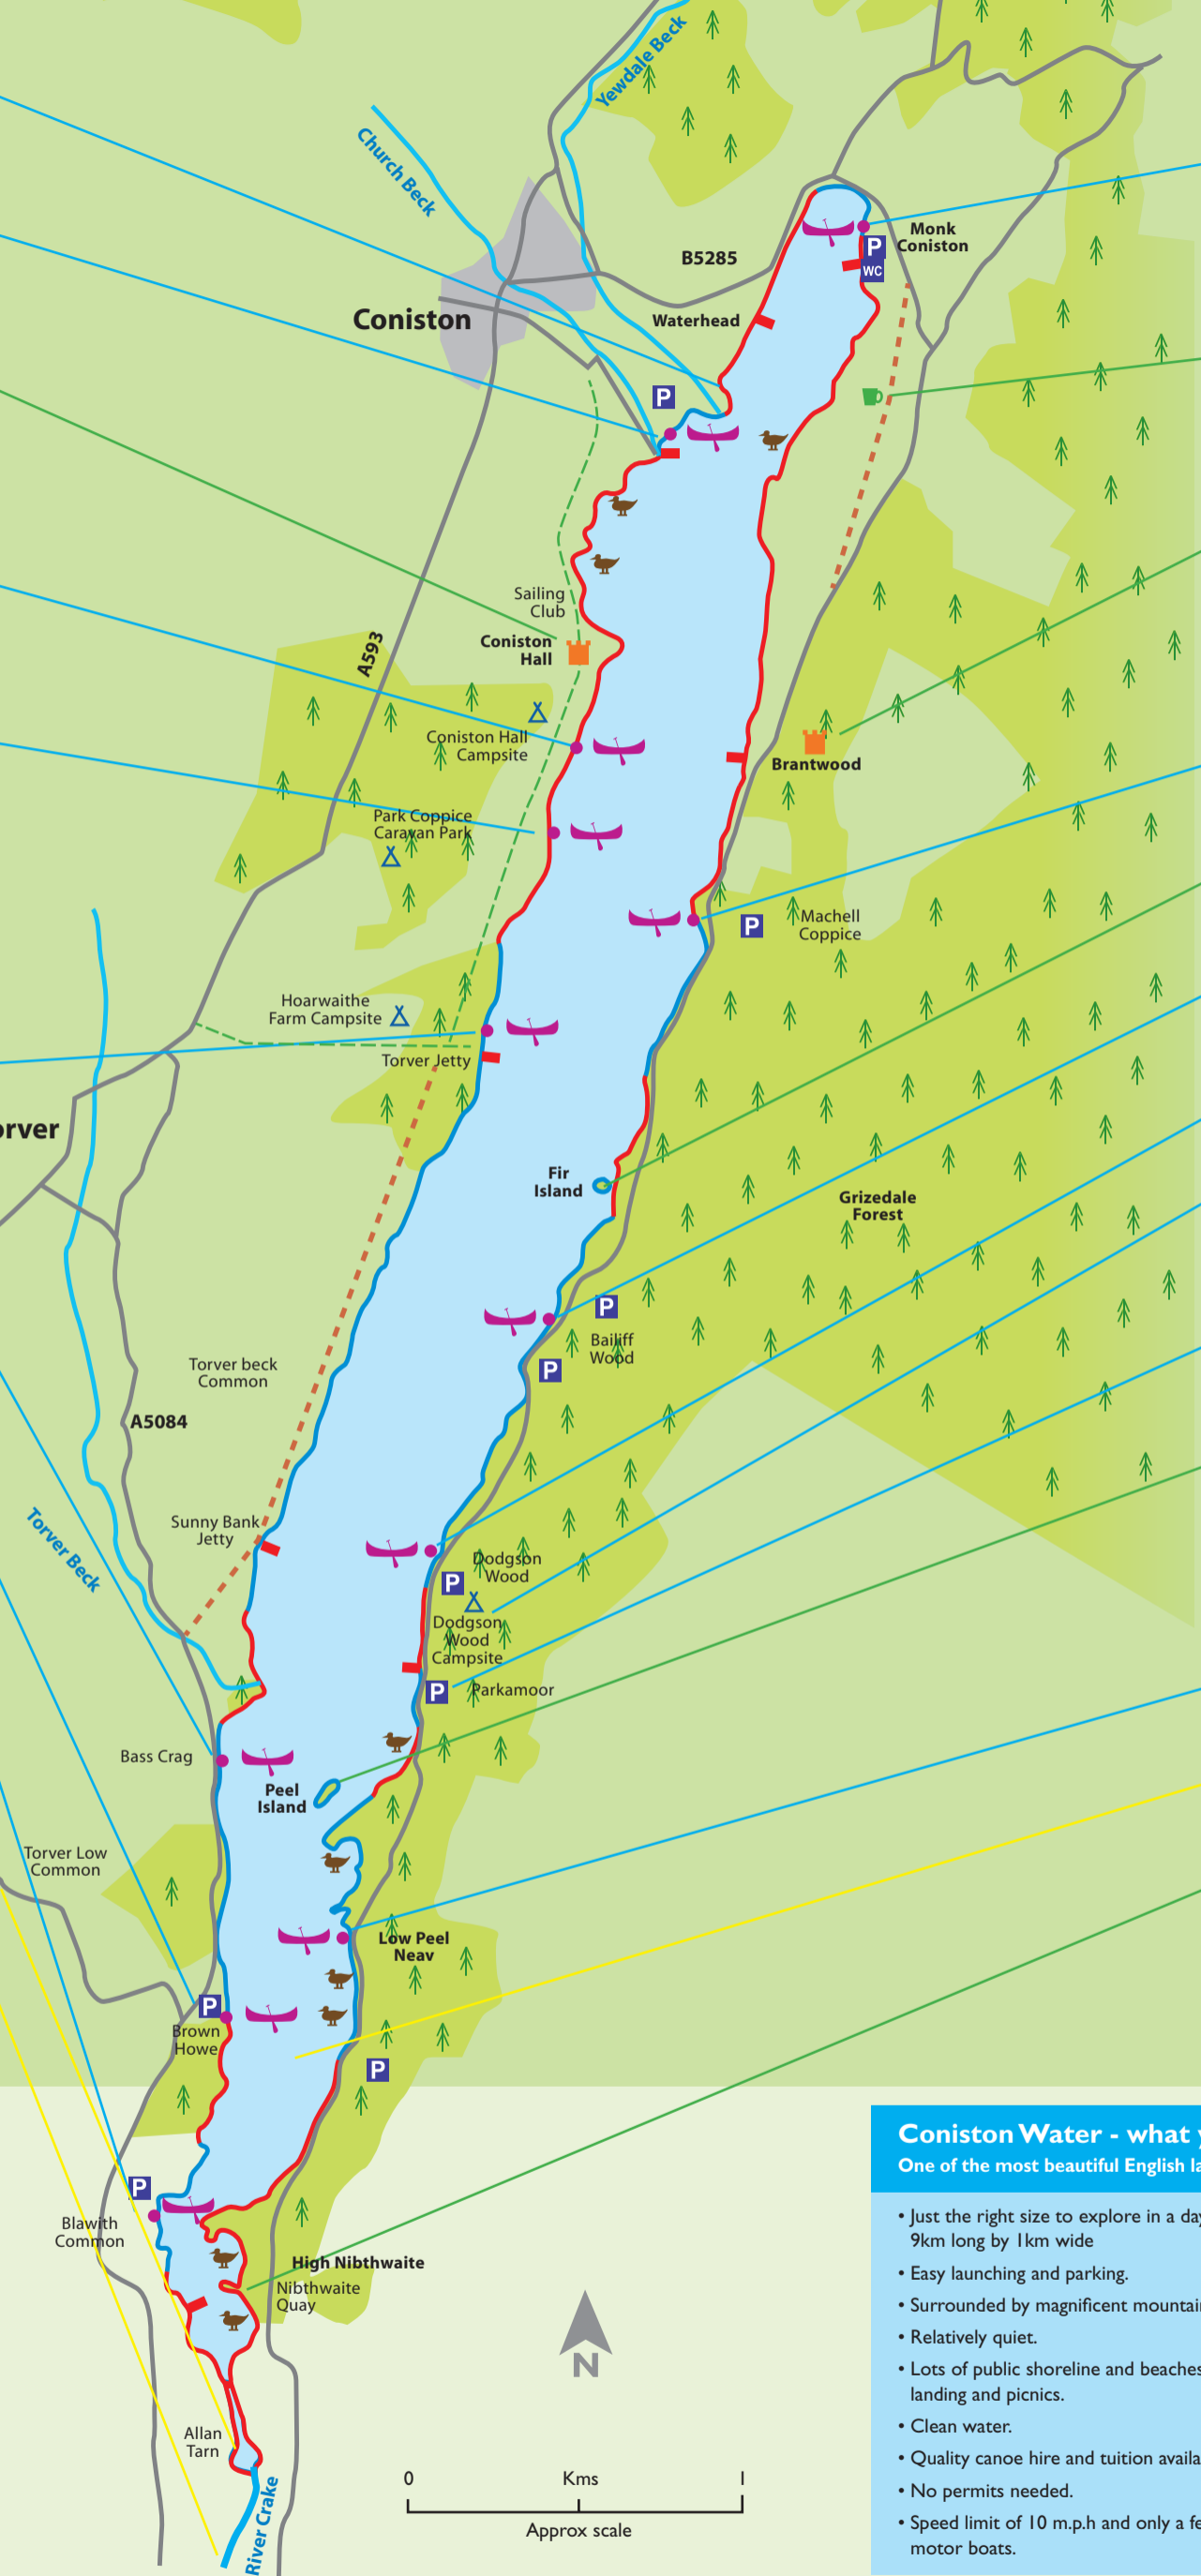 Yewdale Beck
Church Beck
Monk
Coniston
P
WC
B5285
Coniston
Waterhead
P
Sailing
Club
Coniston
Hall
A593
Coniston Hall
Campsite
Brantwood
Park Coppice
Caravan Park
P
Machell
Coppice
Hoarwaithe
Farm Campsite
Torver Jetty
orver
Fir
Island
Grizedale
Forest
P
Bailiff
Wood
P
Torver beck
Common
A5084
Sunny Bank
Jetty
Torver Beck
Dodgson
Wood
P
Dodgson
Wood
Campsite
P
Parkamoor
Bass Crag
Peel
Island
Torver Low
Common
Low Peel
Neav
P
Brown
Howe
P
P
Blawith
Common
High Nibthwaite
Nibthwaite
Quay
N
Allan
Tarn
River Crake
0 Kms 1
Approx scale
Coniston Water - what y
One of the most beautiful English la
• Just the right size to explore in a day
9km long by 1km wide
• Easy launching and parking.
• Surrounded by magnificent mountai
• Relatively quiet.
• Lots of public shoreline and beaches
landing and picnics.
• Clean water.
• Quality canoe hire and tuition availa
• No permits needed.
• Speed limit of 10 m.p.h and only a fe
motor boats.